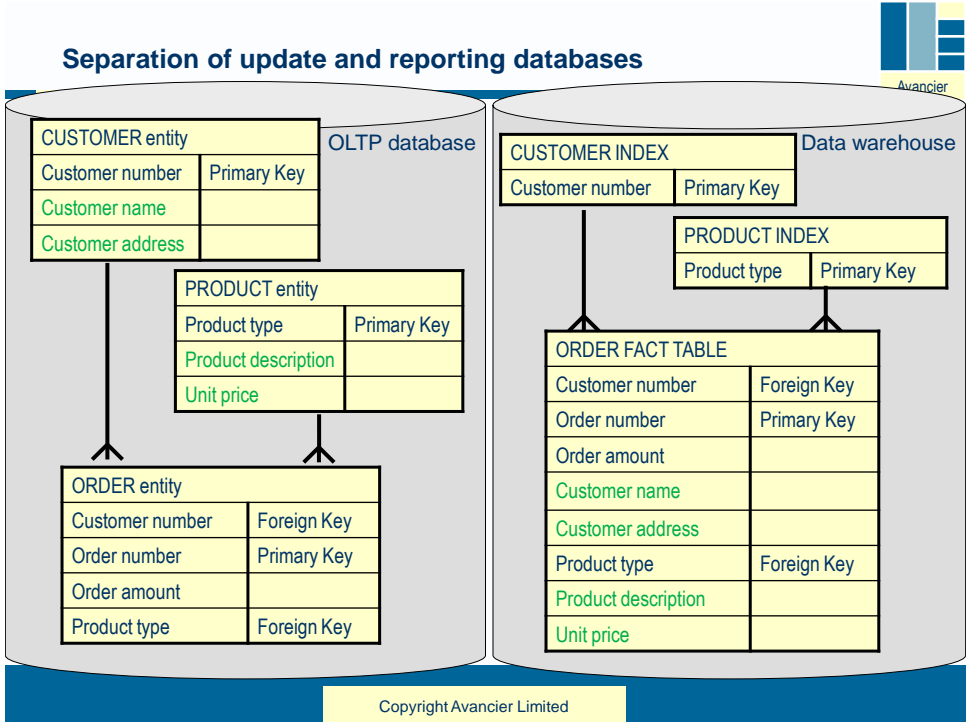 Separation of update and reporting databases
Avancier
OLTP database
CUSTOMER entity
Customer number Primary Key
Customer name
Customer address
PRODUCT entity
Product type Primary Key
Product description
Unit price
ORDER entity
Customer number Foreign Key
Order number Primary Key
Order amount
Product type Foreign Key
Data warehouse
CUSTOMER INDEX
Customer number Primary Key
PRODUCT INDEX
Product type Primary Key
ORDER FACT TABLE
Customer number Foreign Key
Order number Primary Key
Order amount
Customer name
Customer address
Product type Foreign Key
Product description
Unit price
Copyright Avancier Limited